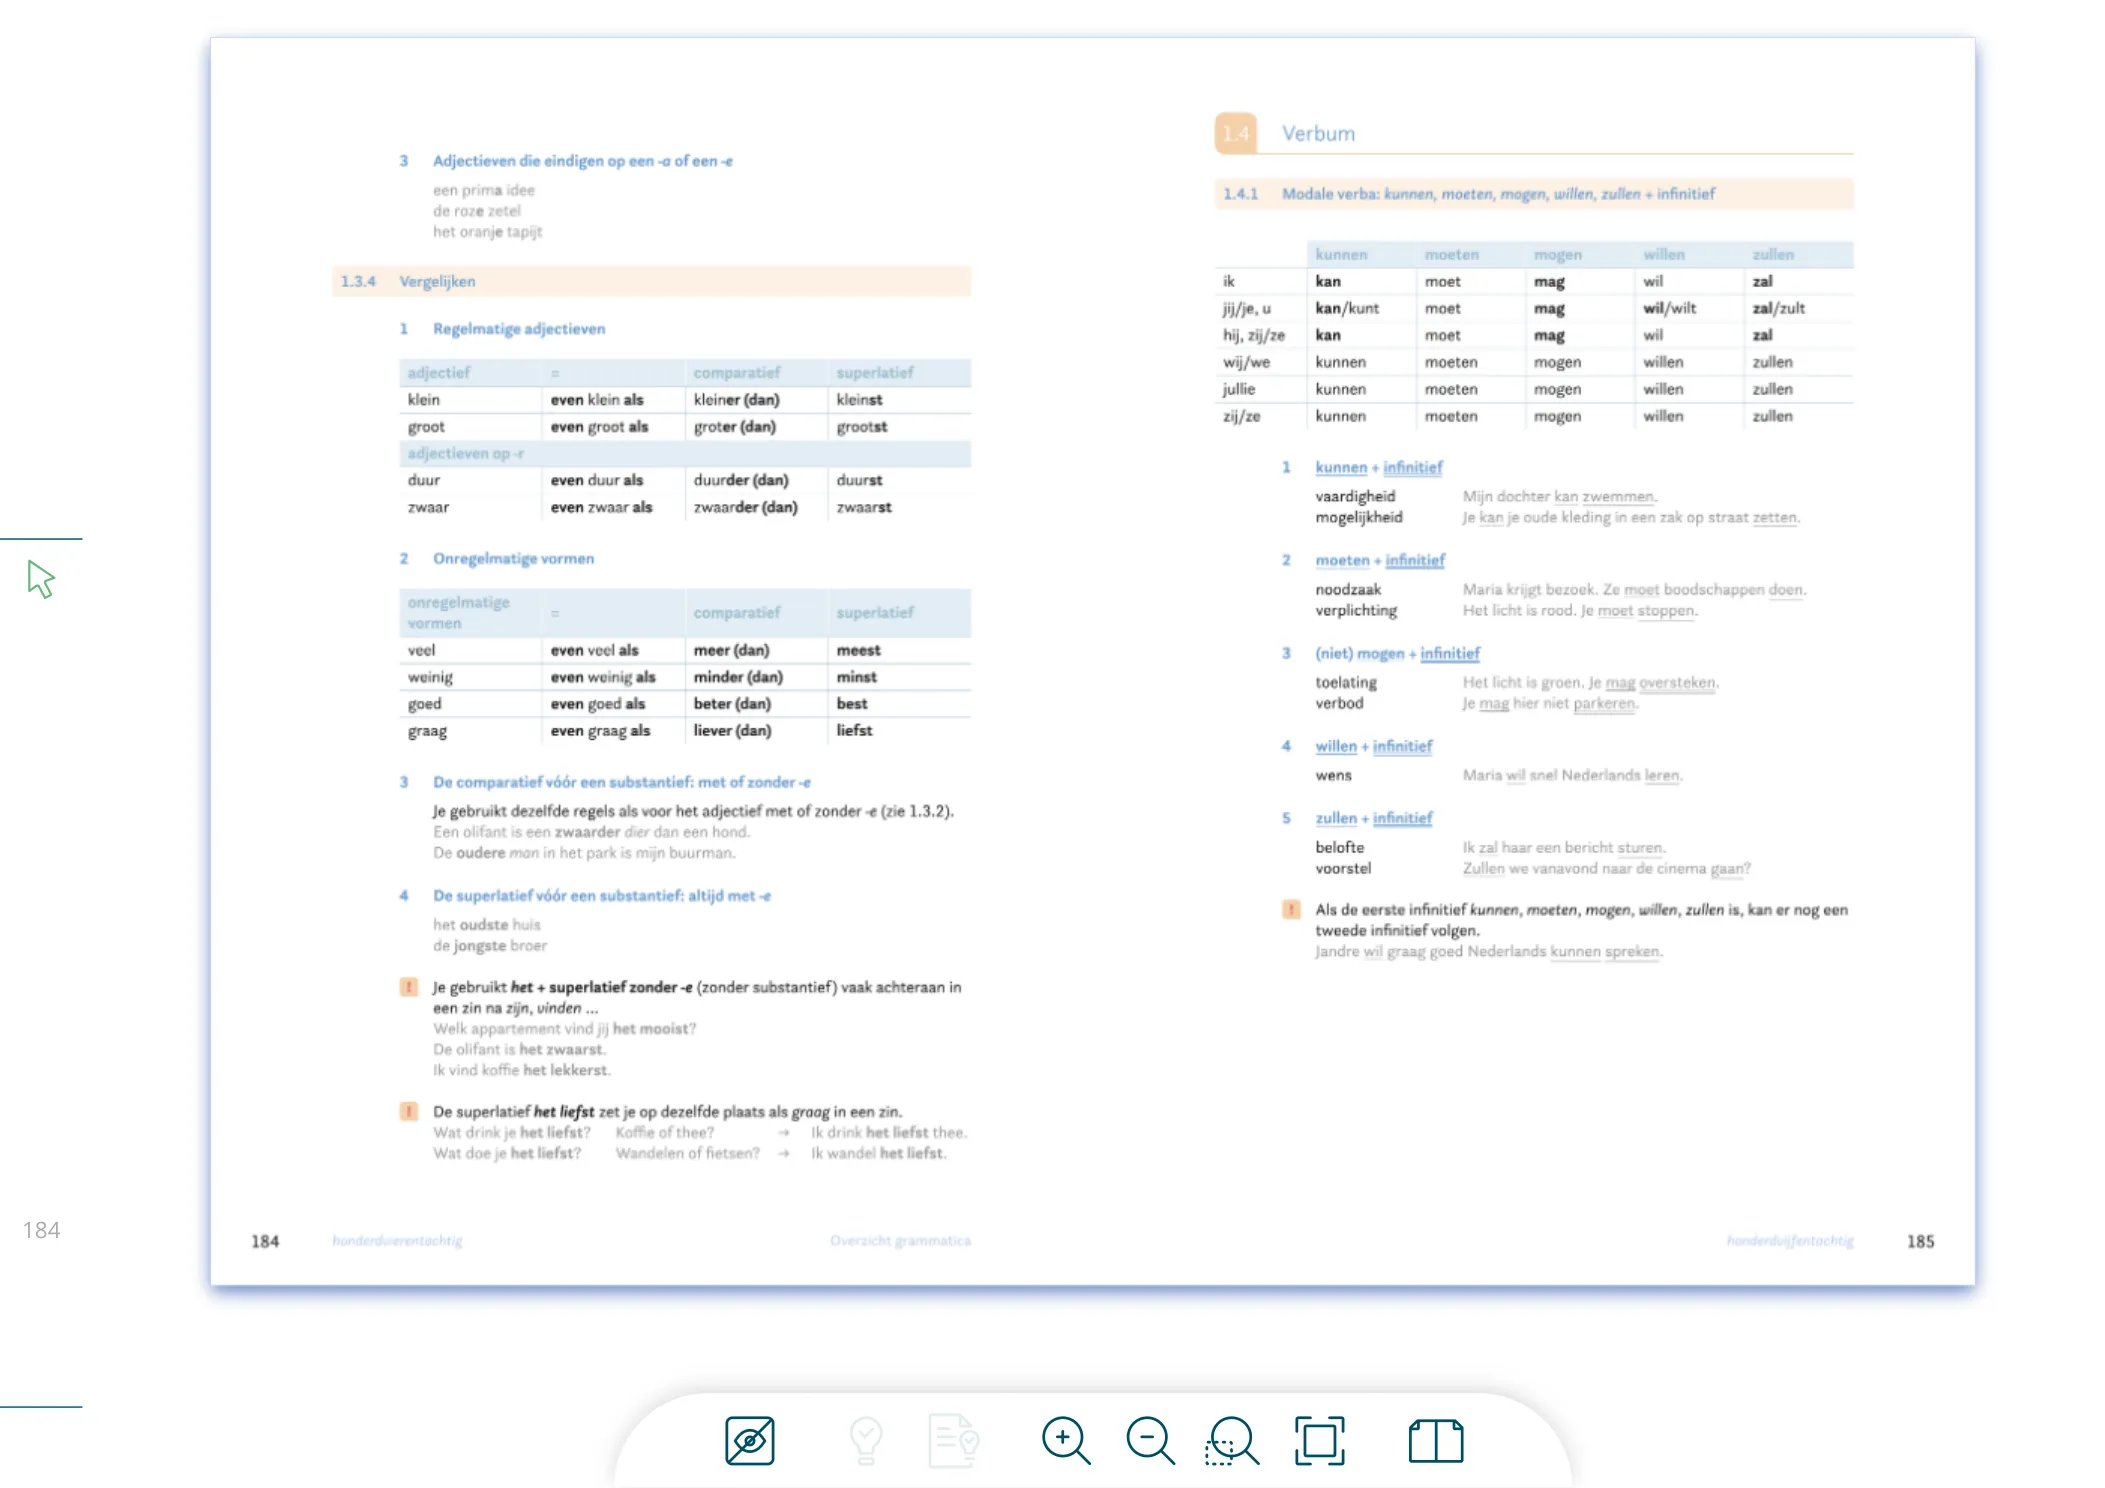 3 Adjectieven die eindigen op een -a of een -e
een prima idee
de roze zetel
het oranje tapijt
1.3.4 Vergelijken
1 Regelmatige adjectieven
adjectief = comparatief superlatief
klein even klein als kleiner (dan) kleinst
groot even groot als groter (dan) grootst
adjectieven op -r
duur even duur als duurder (dan) duurst
zwaar even zwaar als zwaarder (dan) zwaarst
2 Onregelmatige vormen
onregelmatige vormen = comparatief superlatief
veel even veel als meer (dan) meest
weinig even weinig als minder (dan) minst
goed even goed als beter (dan) best
graag even graag als liever (dan) liefst
3 De comparatief vóór een substantief: met of zonder -e
Je gebruikt dezelfde regels als voor het adjectief met of zonder -e (zie 1.3.2).
Een olifant is een zwaarder dier dan een hond.
De oudere man in het park is mijn buurman.
4 De superlatief vóór een substantief: altijd met -e
het oudste huis
de jongste broer
! Je gebruikt het + superlatief zonder -e (zonder substantief) vaak achteraan in
een zin na zijn, vinden ...
Welk appartement vind jij het mooist?
De olifant is het zwaarst.
Ik vind koffie het lekkerst.
! De superlatief het liefst zet je op dezelfde plaats als graag in een zin.
Wat drink je het liefst? Koffie of thee? → Ik drink het liefst thee.
Wat doe je het liefst? Wandelen of fietsen? → Ik wandel het liefst.
184 honderdvierentachtig Overzicht grammatica
1.4 Verbum
1.4.1 Modale verba: kunnen, moeten, mogen, willen, zullen + infinitief
kunnen moeten mogen willen zullen
ik kan moet mag wil zal
jij/je, u kan/kunt moet mag wil/wilt zal/zult
hij, zij/ze kan moet mag wil zal
wij/we kunnen moeten mogen willen zullen
jullie kunnen moeten mogen willen zullen
zij/ze kunnen moeten mogen willen zullen
1 kunnen + infinitief
vaardigheid Mijn dochter kan zwemmen.
mogelijkheid Je kan je oude kleding in een zak op straat zetten.
2 moeten + infinitief
noodzaak Maria krijgt bezoek. Ze moet boodschappen doen.
verplichting Het licht is rood. Je moet stoppen.
3 (niet) mogen + infinitief
toelating Het licht is groen. Je mag oversteken.
verbod Je mag hier niet parkeren.
4 willen + infinitief
wens Maria wil snel Nederlands leren.
5 zullen + infinitief
belofte Ik zal haar een bericht sturen.
voorstel Zullen we vanavond naar de cinema gaan?
! Als de eerste infinitief kunnen, moeten, mogen, willen, zullen is, kan er nog een
tweede infinitief volgen.
Jandre wil graag goed Nederlands kunnen spreken.
honderdvijfentachtig 185
184